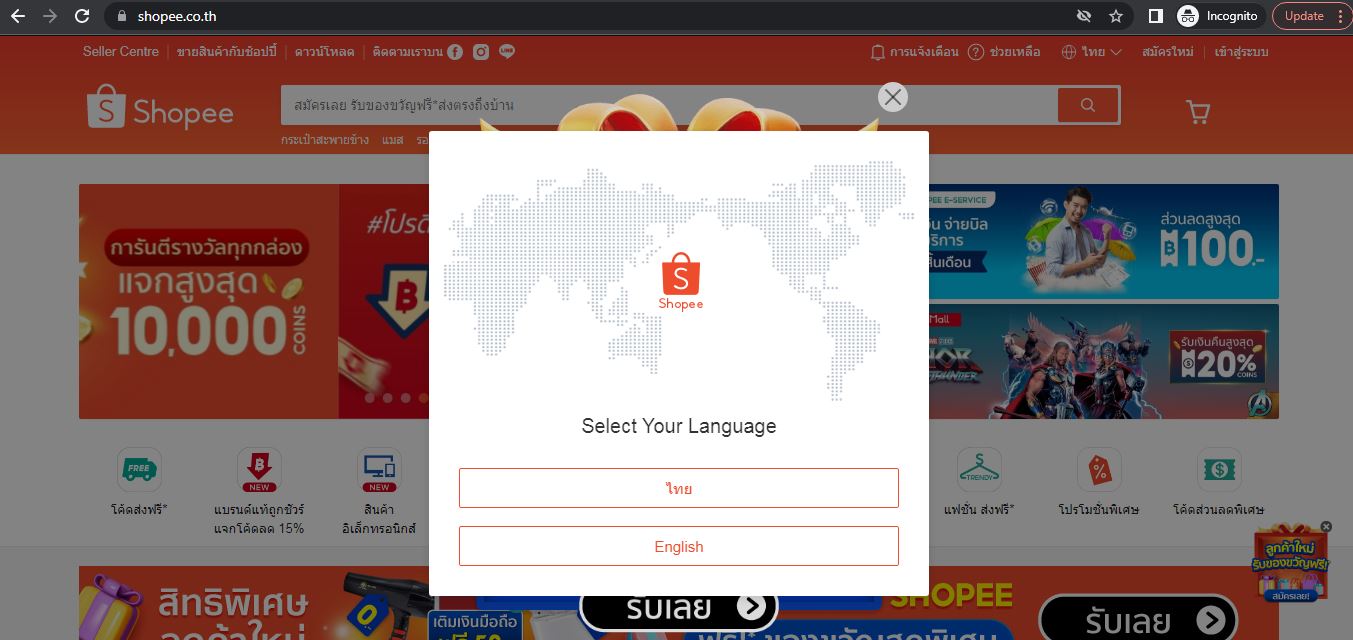 shopee.co.th
Incognito
Update
Seller Centre
ขายสินค้ากับช้อปปี้
ดาวน์โหลด
ติดตามเราบน
LINE
การแจ้งเตือน
ช่วยเหลือ
ไทย
สมัครใหม่
เข้าสู่ระบบ
Shopee
สมัครเลย รับของขวัญฟรี*ส่งตรงถึงบ้าน
กระเป๋าสะพายข้าง
แมส
การันตีรางวัลทุกกล่อง
แจกสูงสุด
10,000 COINS
Shopee
Select Your Language
ไทย
English
E-SERVICE
จ่ายบิล
ส่วนลดสูงสุด
฿100.-
Mall
THOR
รับเงินคืนสูงสุด
20% COINS
FREE
โค้ดส่งฟรี*
NEW
แบรนด์แท้ถูกชัวร์
แจกโค้ดลด 15%
NEW
สินค้า
อิเล็กทรอนิกส์
TRENDY
แฟชั่น ส่งฟรี*
โปรโมชั่นพิเศษ
โค้ดส่วนลดพิเศษ
ลูกค้าใหม่
รับของขวัญฟรี!
สมัครเลย!
สิทธิพิเศษ
ลูกค้าใหม่
เติมเงินมือถือ
รับเลย
SHOPEE
รับเลย